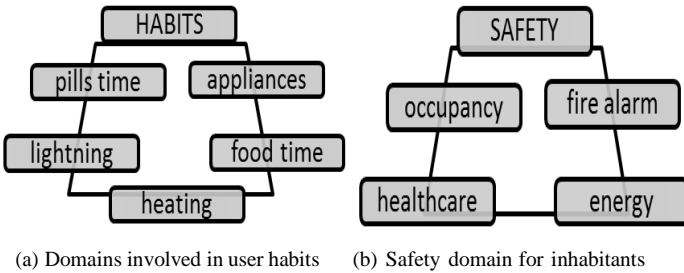 HABITS
pills time
appliances
lightning
food time
heating
(a) Domains involved in user habits
SAFETY
occupancy
fire alarm
healthcare
energy
(b) Safety domain for inhabitants